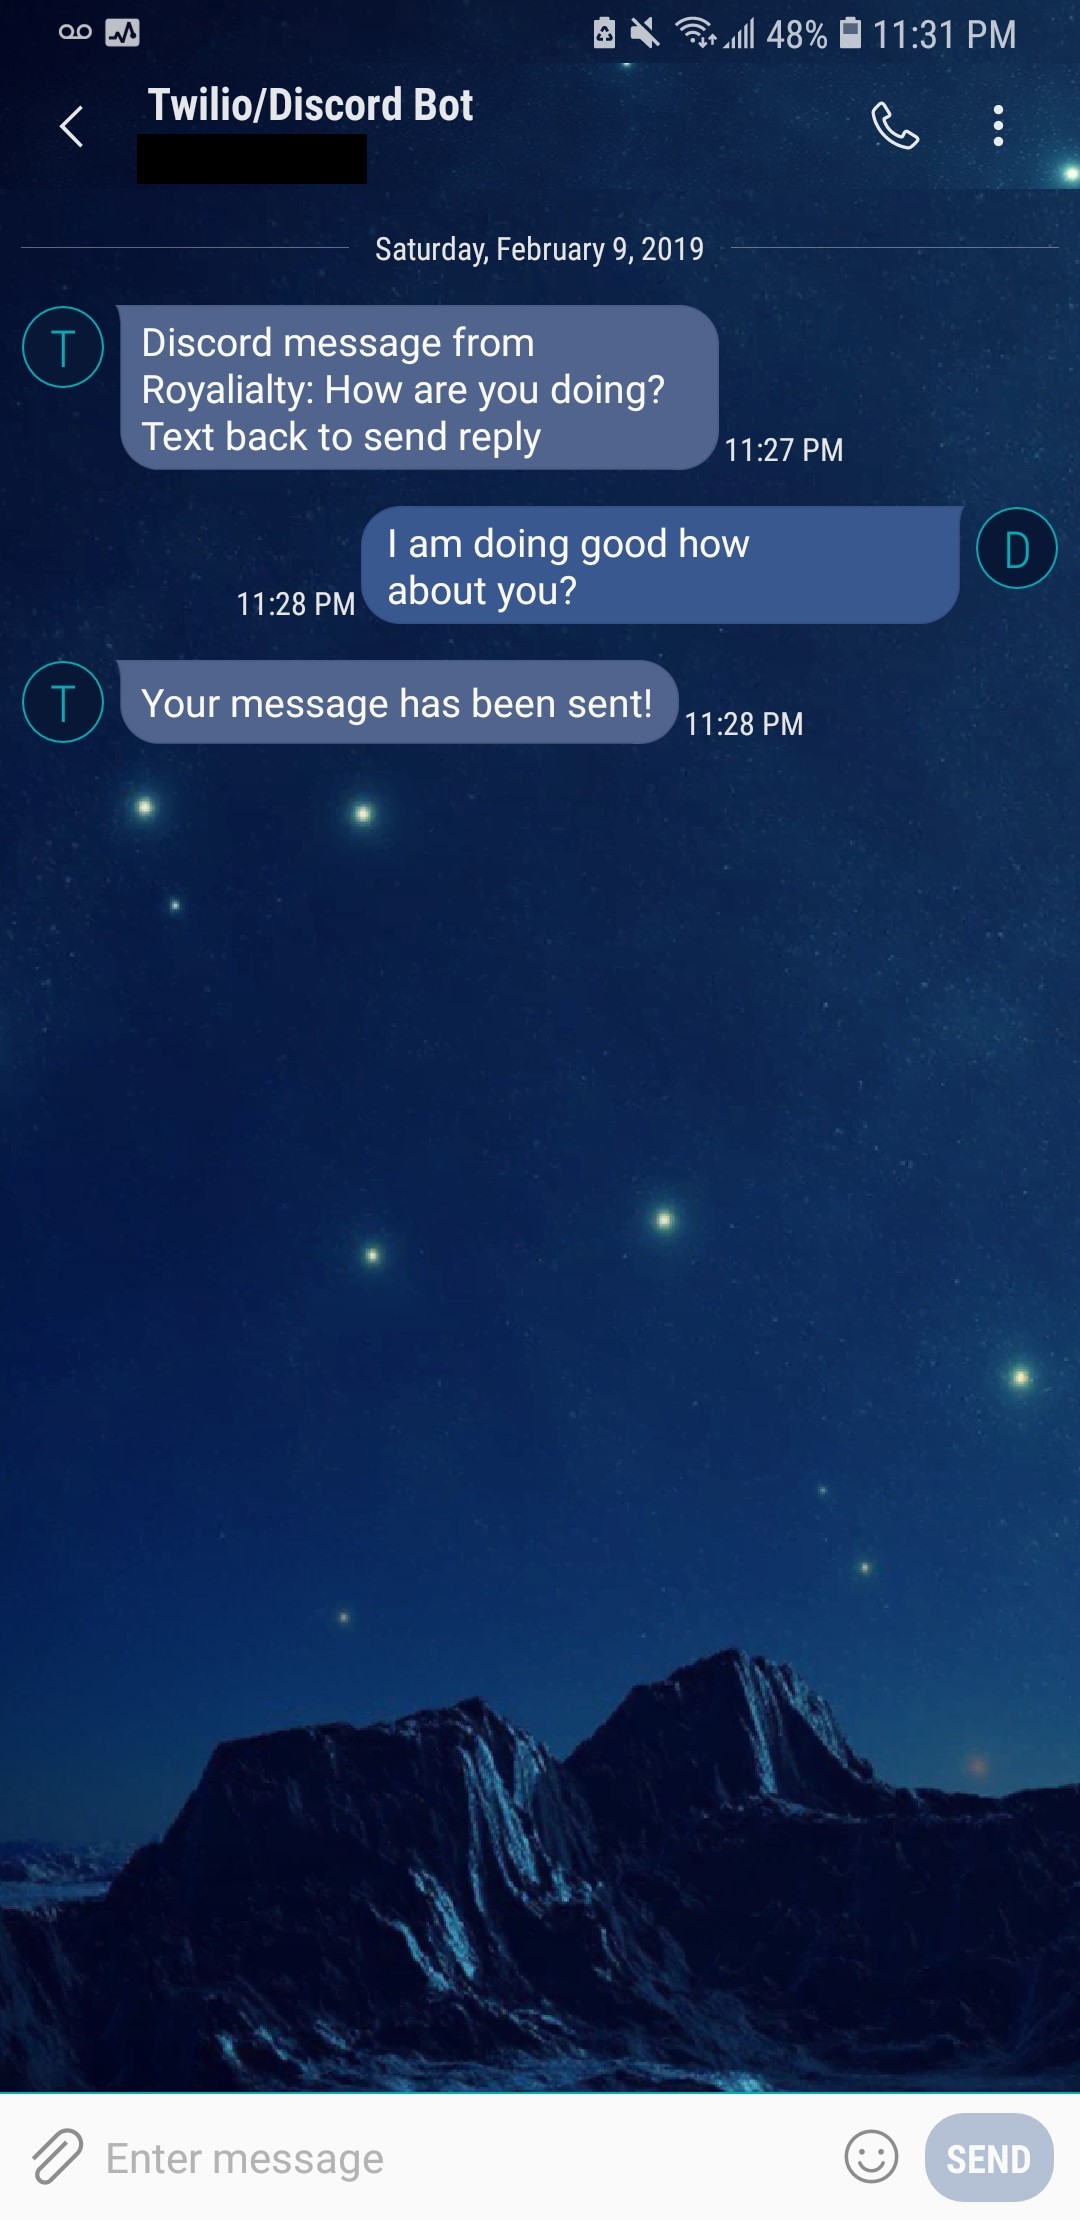 48% 11:31 PM
Twilio/Discord Bot
Saturday, February 9, 2019
T
Discord message from
Royalialty: How are you doing?
Text back to send reply
11:27 PM
I am doing good how
about you?
D
11:28 PM
T
Your message has been sent!
11:28 PM
Enter message
SEND